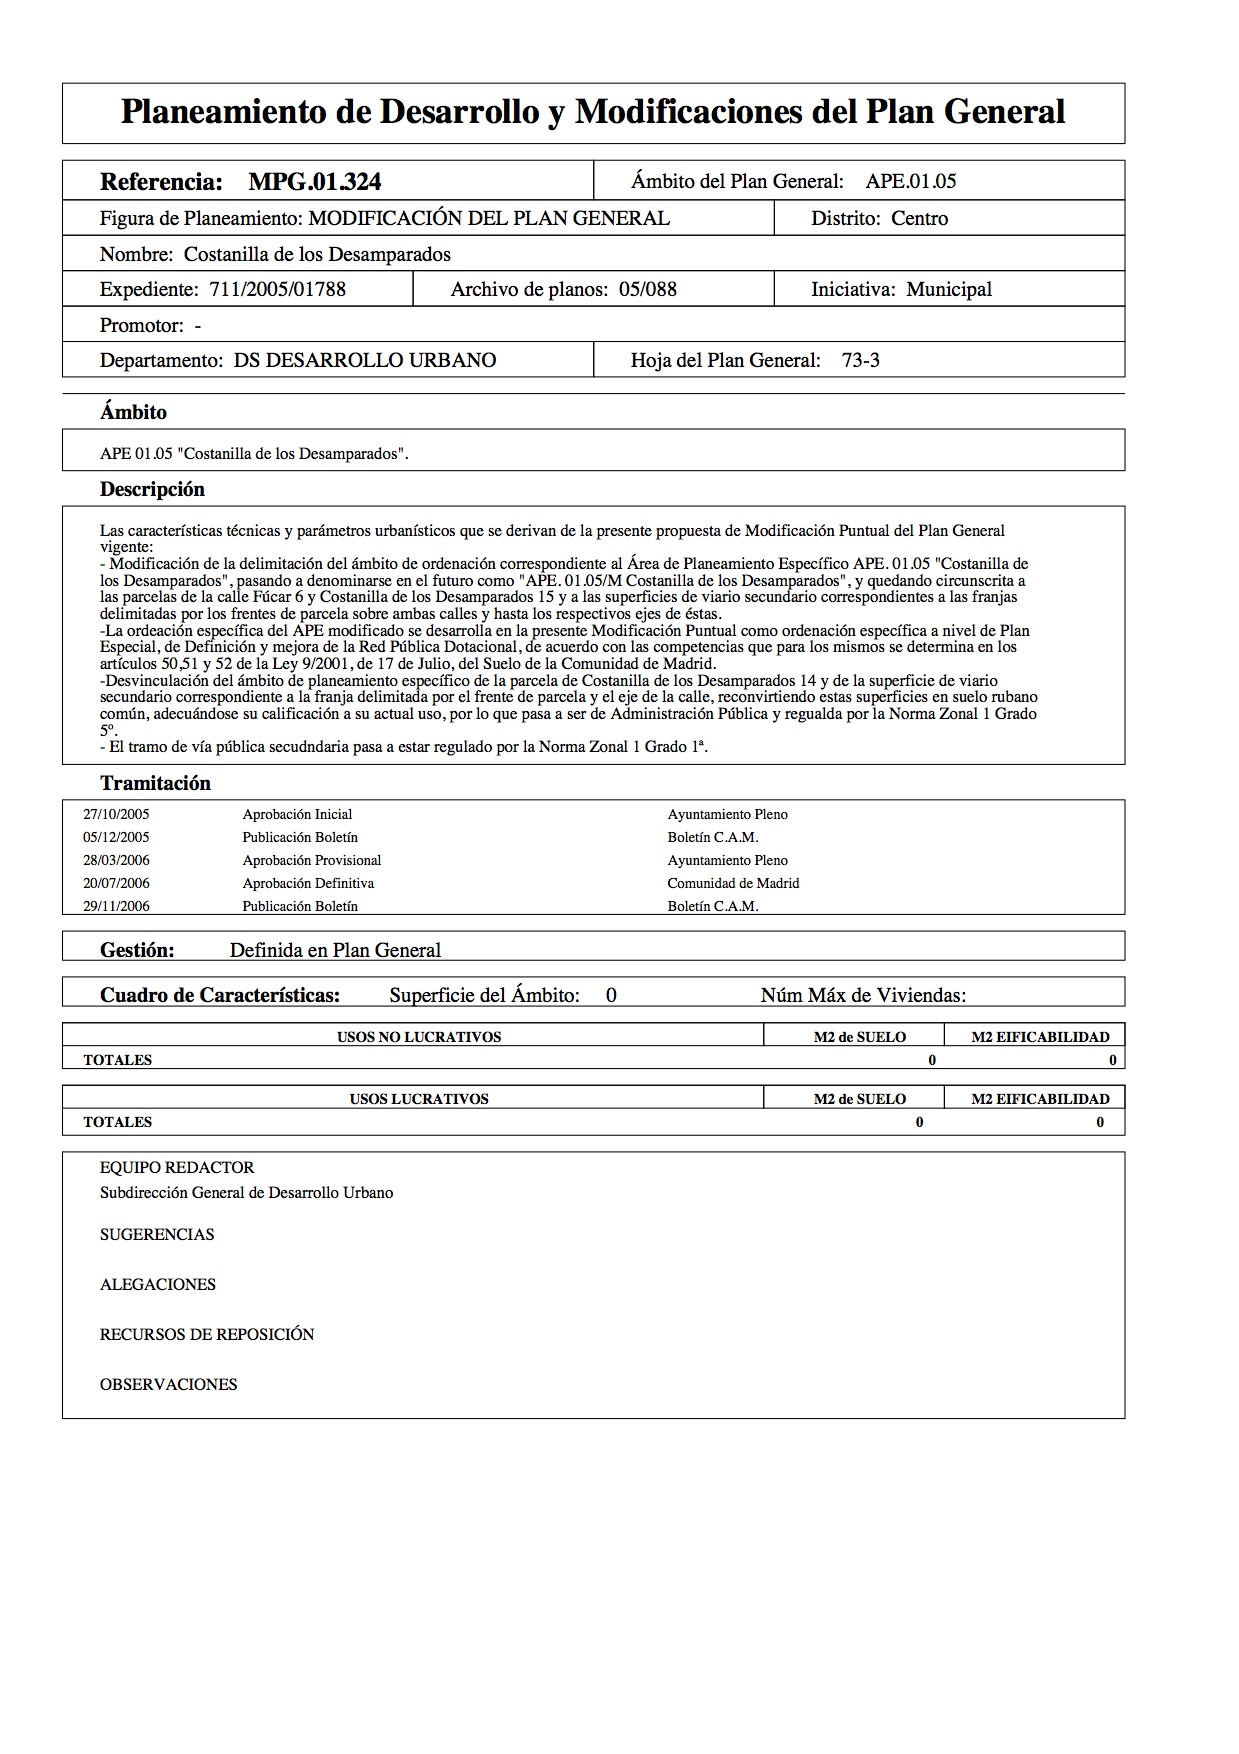 Planeamiento de Desarrollo y Modificaciones del Plan General
Referencia: MPG.01.324 Ámbito del Plan General: APE.01.05
Figura de Planeamiento: MODIFICACIÓN DEL PLAN GENERAL Distrito: Centro
Nombre: Costanilla de los Desamparados
Expediente: 711/2005/01788 Archivo de planos: 05/088 Iniciativa: Municipal
Promotor: -
Departamento: DS DESARROLLO URBANO Hoja del Plan General: 73-3
Ámbito
APE 01.05 "Costanilla de los Desamparados".
Descripción
Las características técnicas y parámetros urbanísticos que se derivan de la presente propuesta de Modificación Puntual del Plan General
vigente:
- Modificación de la delimitación del ámbito de ordenación correspondiente al Área de Planeamiento Específico APE. 01.05 "Costanilla de
los Desamparados", pasando a denominarse en el futuro como "APE. 01.05/M Costanilla de los Desamparados", y quedando circunscrita a
las parcelas de la calle Fúcar 6 y Costanilla de los Desamparados 15 y a las superficies de viario secundario correspondientes a las franjas
delimitadas por los frentes de parcela sobre ambas calles y hasta los respectivos ejes de éstas.
-La ordeación específica del APE modificado se desarrolla en la presente Modificación Puntual como ordenación específica a nivel de Plan
Especial, de Definición y mejora de la Red Pública Dotacional, de acuerdo con las competencias que para los mismos se determina en los
artículos 50,51 y 52 de la Ley 9/2001, de 17 de Julio, del Suelo de la Comunidad de Madrid.
-Desvinculación del ámbito de planeamiento específico de la parcela de Costanilla de los Desamparados 14 y de la superficie de viario
secundario correspondiente a la franja delimitada por el frente de parcela y el eje de la calle, reconvirtiendo estas superficies en suelo rubano
común, adecuándose su calificación a su actual uso, por lo que pasa a ser de Administración Pública y regualda por la Norma Zonal 1 Grado
5º.
- El tramo de vía pública secudndaria pasa a estar regulado por la Norma Zonal 1 Grado 1ª.
Tramitación
27/10/2005 Aprobación Inicial Ayuntamiento Pleno
05/12/2005 Publicación Boletín Boletín C.A.M.
28/03/2006 Aprobación Provisional Ayuntamiento Pleno
20/07/2006 Aprobación Definitiva Comunidad de Madrid
29/11/2006 Publicación Boletín Boletín C.A.M.
Gestión: Definida en Plan General
Cuadro de Características: Superficie del Ámbito: 0 Núm Máx de Viviendas:
USOS NO LUCRATIVOS M2 de SUELO M2 EIFICABILIDAD
TOTALES 0 0
USOS LUCRATIVOS M2 de SUELO M2 EIFICABILIDAD
TOTALES 0 0
EQUIPO REDACTOR
Subdirección General de Desarrollo Urbano
SUGERENCIAS
ALEGACIONES
RECURSOS DE REPOSICIÓN
OBSERVACIONES